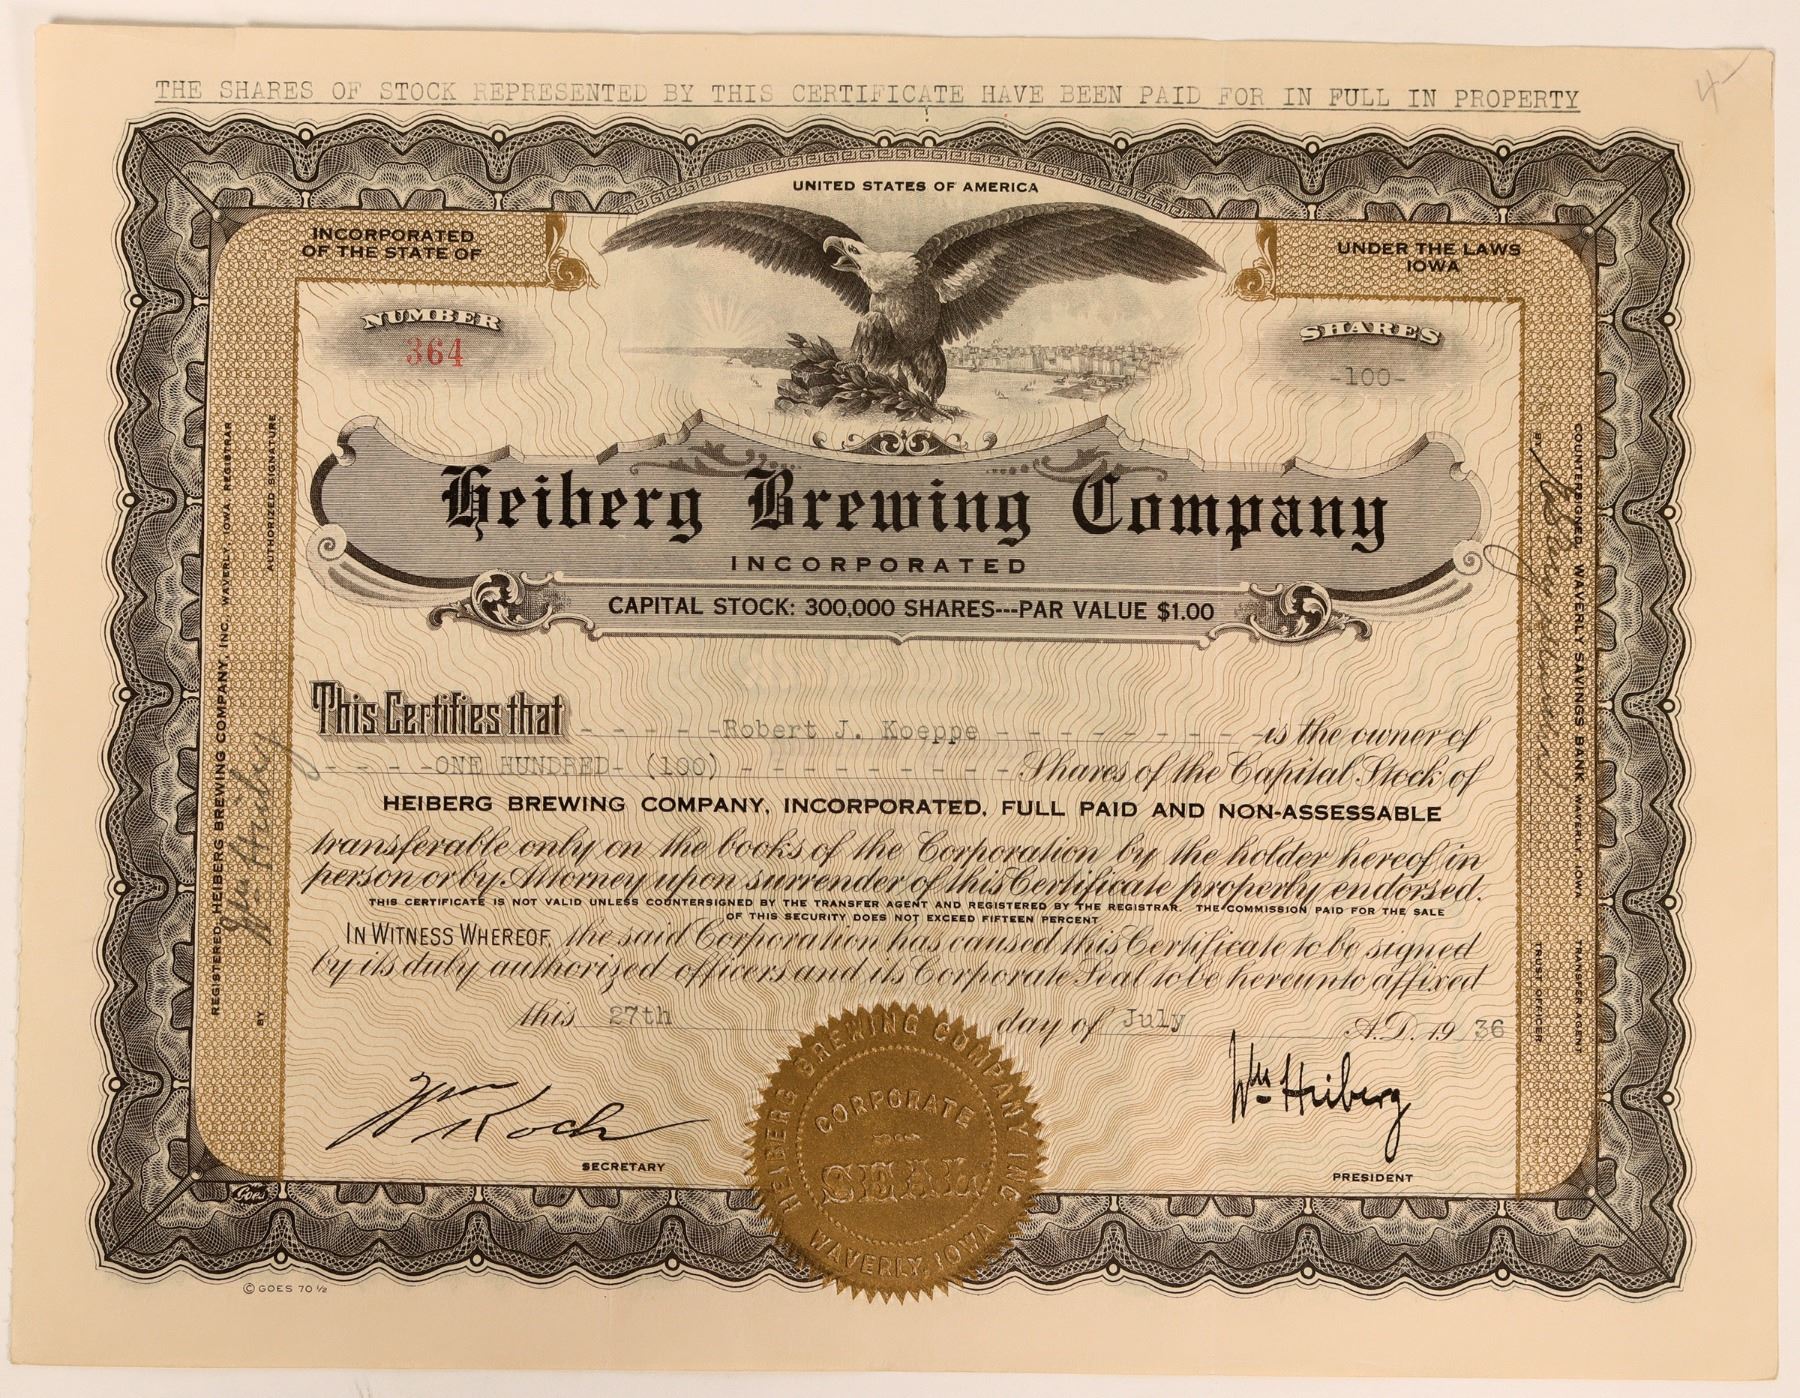 4-
THE SHARES OF STOCK REPRESENTED BY THIS CERTIFICATE HAVE BEEN PAID FOR IN FULL IN PROPERTY
UNITED STATES OF AMERICA
INCORPORATED
OF THE STATE OF
UNDER THE LAWS
IOWA
NUMBER
364
SHARES
-100-
Heiberg Brewing Company
INCORPORATED
CAPITAL STOCK: 300,000 SHARES---PAR VALUE $1.00
This Certifies that - - - - -Robert J. Koeppe - - - - - - - - -is the owner of
- - - -ONE HUNDRED- (100) - - - - - - - - - -Shares of the Capital Stock of
HEIBERG BREWING COMPANY, INCORPORATED, FULL PAID AND NON-ASSESSABLE
transferable only on the books of the Corporation by the holder hereof in
person or by Attorney upon surrender of this Certificate properly endorsed.
THIS CERTIFICATE IS NOT VALID UNLESS COUNTERSIGNED BY THE TRANSFER AGENT AND REGISTERED BY THE REGISTRAR. THE COMMISSION PAID FOR THE SALE
OF THIS SECURITY DOES NOT EXCEED FIFTEEN PERCENT
IN WITNESS WHEREOF, the said Corporation has caused this Certificate to be signed
by its duly authorized officers and its Corporate Seal to be hereunto affixed
this 27th day of July A.D. 19 36
Wm Koch
SECRETARY
Wm Heiberg
PRESIDENT
HEIBERG BREWING COMPANY INC.
CORPORATE
SEAL
WAVERLY, IOWA
REGISTERED, HEIBERG BREWING COMPANY, INC. WAVERLY, IOWA REGISTRAR
BY Wm Heiberg AUTHORIZED SIGNATURE
COUNTERSIGNED, WAVERLY SAVINGS BANK, WAVERLY, IOWA TRANSFER AGENT
BY TRUST OFFICER
Goes
© GOES 70 1/2